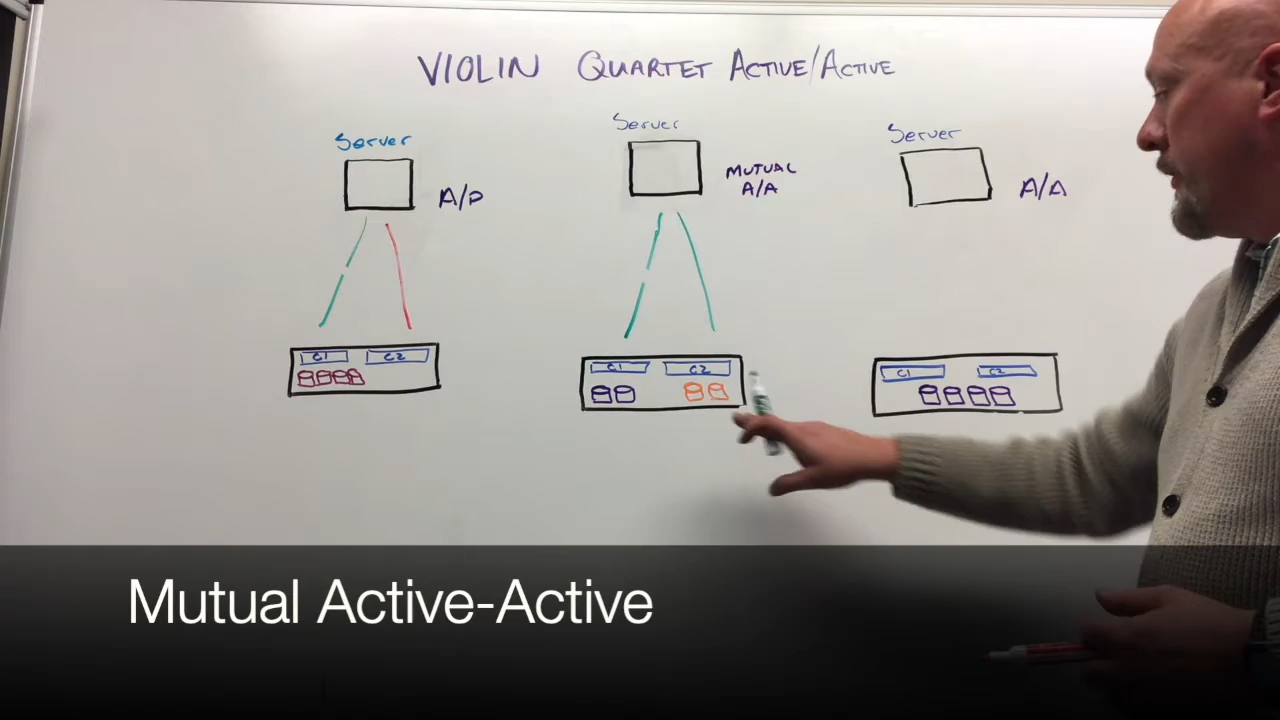 VIOLIN QUARTET ACTIVE/ACTIVE
Server
A/P
C1 C2
Server
MUTUAL
A/A
C1 C2
Server
A/A
C1 C2
Mutual Active-Active